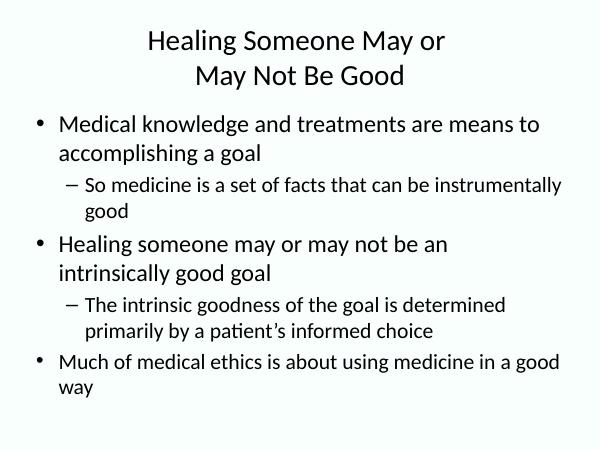 Healing Someone May or
May Not Be Good
• Medical knowledge and treatments are means to
accomplishing a goal
– So medicine is a set of facts that can be instrumentally
good
• Healing someone may or may not be an
intrinsically good goal
– The intrinsic goodness of the goal is determined
primarily by a patient’s informed choice
• Much of medical ethics is about using medicine in a good
way